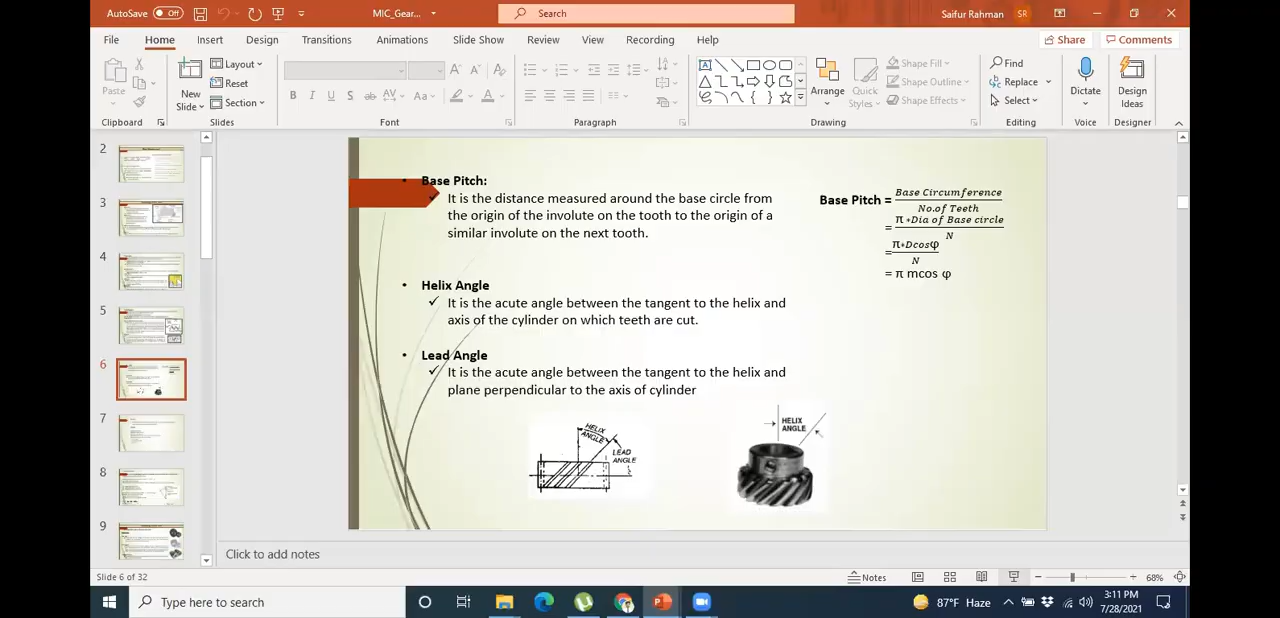 AutoSave Off MIC_Gear... Search Saifur Rahman SR
File Home Insert Design Transitions Animations Slide Show Review View Recording Help Share Comments
Paste
Clipboard
New
Slide
Layout
Reset
Section
Slides
B I U S ab AV Aa A
Font
Paragraph
Arrange
Quick
Styles
Shape Fill
Shape Outline
Shape Effects
Drawing
Find
Replace
Select
Editing
Dictate
Voice
Design
Ideas
Designer
2
3
4
5
6
7
8
9
Base Pitch:
It is the distance measured around the base circle from
the origin of the involute on the tooth to the origin of a
similar involute on the next tooth.
Base Pitch = Base Circumference
No.of Teeth
= π∗Dia of Base circle
N
= π∗Dcosφ
N
= π mcos φ
Helix Angle
It is the acute angle between the tangent to the helix and
axis of the cylinder on which teeth are cut.
Lead Angle
It is the acute angle between the tangent to the helix and
plane perpendicular to the axis of cylinder
HELIX
ANGLE
LEAD
ANGLE
HELIX
ANGLE
Click to add notes
Slide 6 of 32 Notes 68%
Type here to search 87°F Haze 3:11 PM
7/28/2021